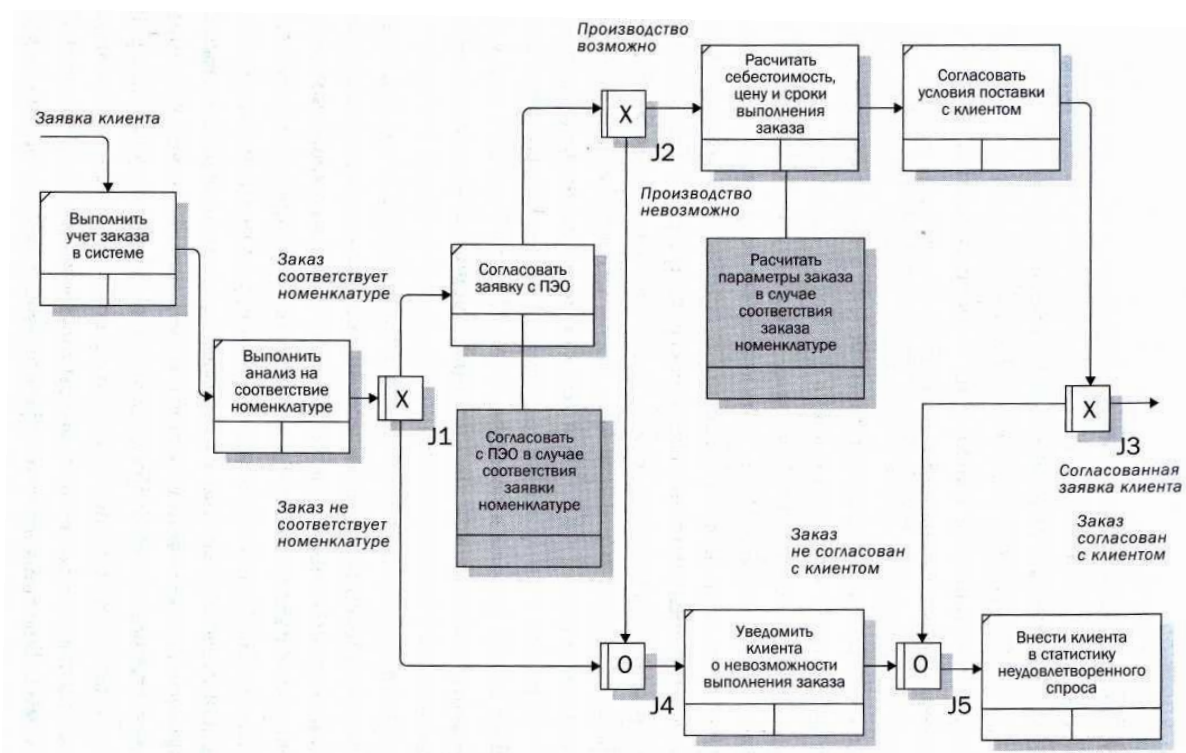 Заявка клиента
Выполнить
учет заказа
в системе
Выполнить
анализ на
соответствие
номенклатуре
X
J1
Заказ
соответствует
номенклатуре
Заказ не
соответствует
номенклатуре
Согласовать
заявку с ПЭО
Согласовать
с ПЭО в случае
соответствия
заявки
номенклатуре
Производство
возможно
X
J2
Производство
невозможно
Расчитать
себестоимость,
цену и сроки
выполнения
заказа
Расчитать
параметры заказа
в случае
соответствия
заказа
номенклатуре
Согласовать
условия поставки
с клиентом
X
J3
Согласованная
заявка клиента
Заказ
согласован
с клиентом
Заказ
не согласован
с клиентом
O
J4
Уведомить
клиента
о невозможности
выполнения заказа
O
J5
Внести клиента
в статистику
неудовлетворенного
спроса